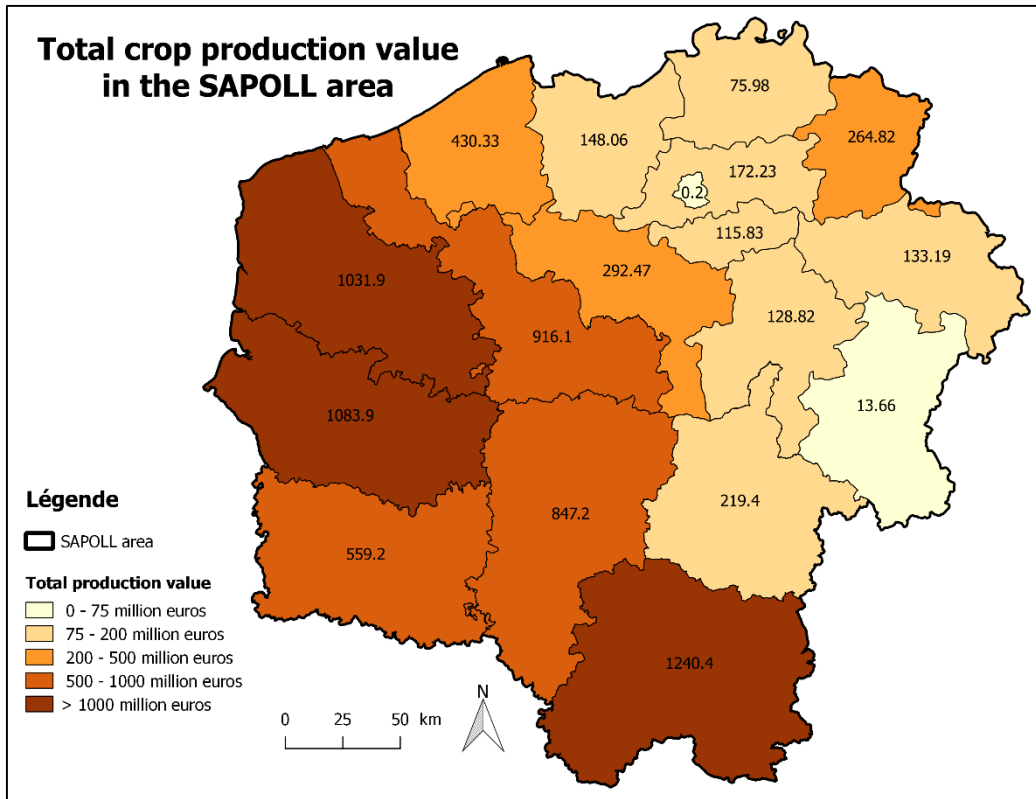 Total crop production value
in the SAPOLL area
75.98
430.33
148.06
264.82
172.23
0.2
115.83
133.19
1031.9
292.47
128.82
916.1
13.66
1083.9
219.4
847.2
559.2
1240.4
Légende
SAPOLL area
Total production value
0 - 75 million euros
75 - 200 million euros
200 - 500 million euros
500 - 1000 million euros
> 1000 million euros
N
0 25 50 km